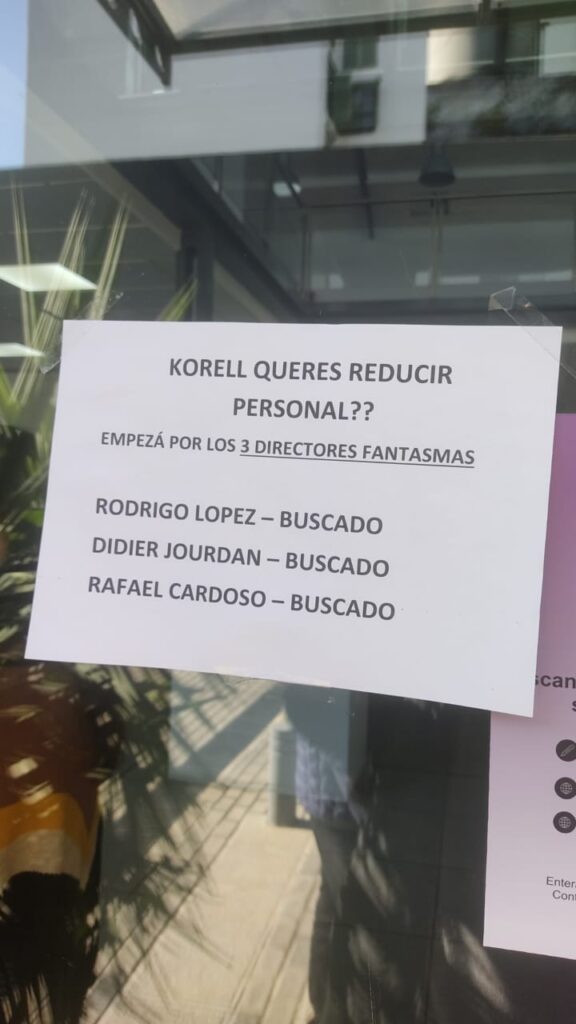 KORELL QUERES REDUCIR
PERSONAL??
EMPEZÁ POR LOS 3 DIRECTORES FANTASMAS
RODRIGO LOPEZ – BUSCADO
DIDIER JOURDAN – BUSCADO
RAFAEL CARDOSO – BUSCADO